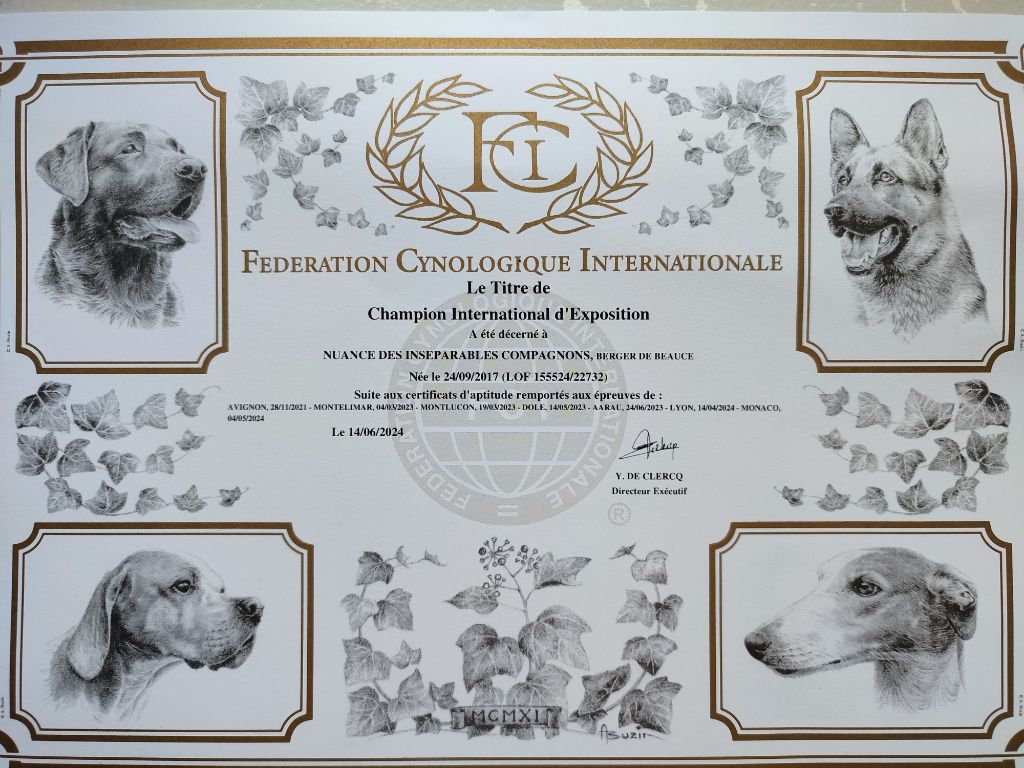 FCI
FEDERATION CYNOLOGIQUE INTERNATIONALE
Le Titre de
Champion International d'Exposition
A été décerné à
NUANCE DES INSEPARABLES COMPAGNONS, BERGER DE BEAUCE
Née le 24/09/2017 (LOF 155524/22732)
Suite aux certificats d'aptitude remportés aux épreuves de :
AVIGNON, 28/11/2021 - MONTELIMAR, 04/03/2023 - MONTLUCON, 19/03/2023 - DOLE, 14/05/2023 - AARAU, 24/06/2023 - LYON, 14/04/2024 - MONACO,
04/05/2024
Le 14/06/2024
Y. DE CLERCQ
Directeur Exécutif
®
MCMXI